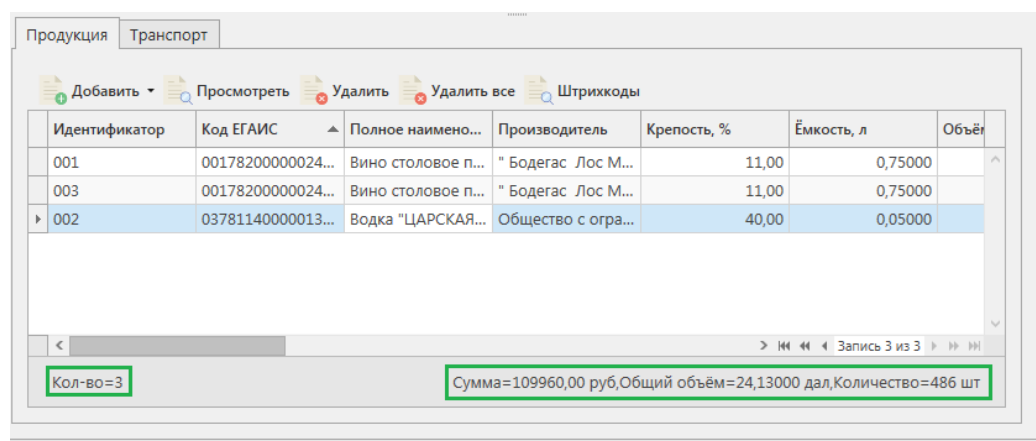 Продукция Транспорт
Добавить Просмотреть Удалить Удалить все Штрихкоды
Идентификатор Код ЕГАИС Полное наимено... Производитель Крепость, % Ёмкость, л Объём
001 00178200000024... Вино столовое п... " Бодегас Лос М... 11,00 0,75000
003 00178200000024... Вино столовое п... " Бодегас Лос М... 11,00 0,75000
002 03781140000013... Водка "ЦАРСКАЯ... Общество с огра... 40,00 0,05000
Запись 3 из 3
Кол-во=3 Сумма=109960,00 руб,Общий объём=24,13000 дал,Количество=486 шт